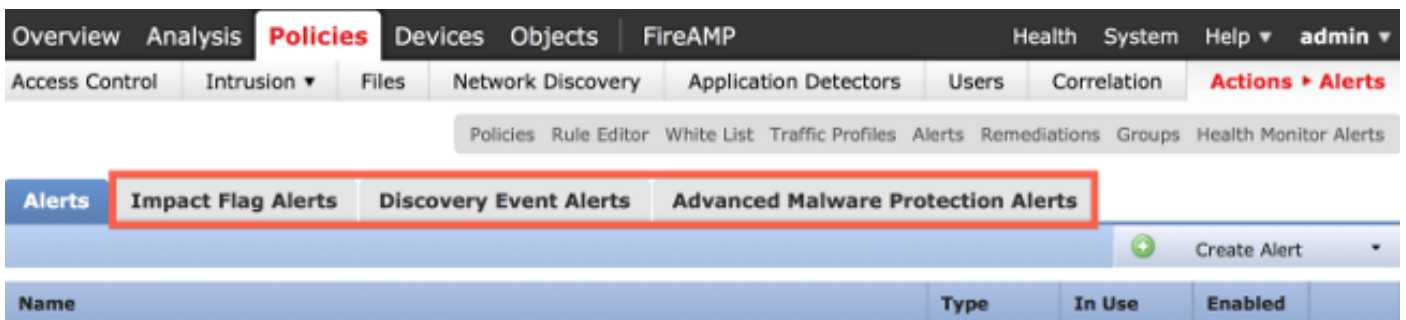 Overview Analysis Policies Devices Objects FireAMP Health System Help ▾ admin ▾
Access Control Intrusion ▾ Files Network Discovery Application Detectors Users Correlation Actions ▸ Alerts
Policies Rule Editor White List Traffic Profiles Alerts Remediations Groups Health Monitor Alerts
Alerts Impact Flag Alerts Discovery Event Alerts Advanced Malware Protection Alerts
Create Alert
Name Type In Use Enabled